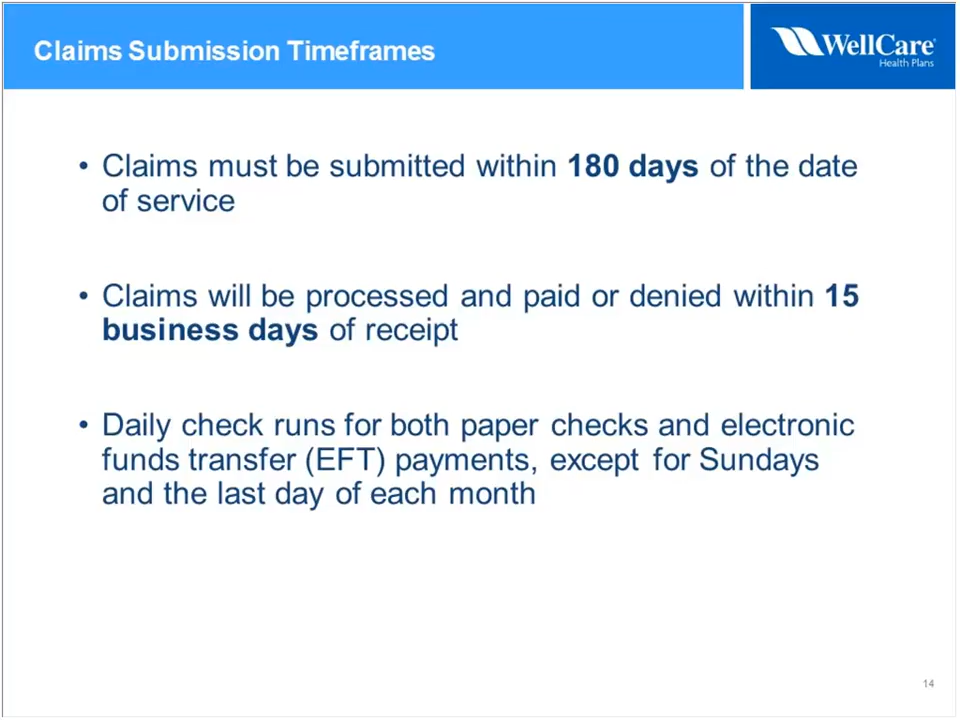 Claims Submission Timeframes
WellCare®
Health Plans
• Claims must be submitted within 180 days of the date
of service
• Claims will be processed and paid or denied within 15
business days of receipt
• Daily check runs for both paper checks and electronic
funds transfer (EFT) payments, except for Sundays
and the last day of each month
14